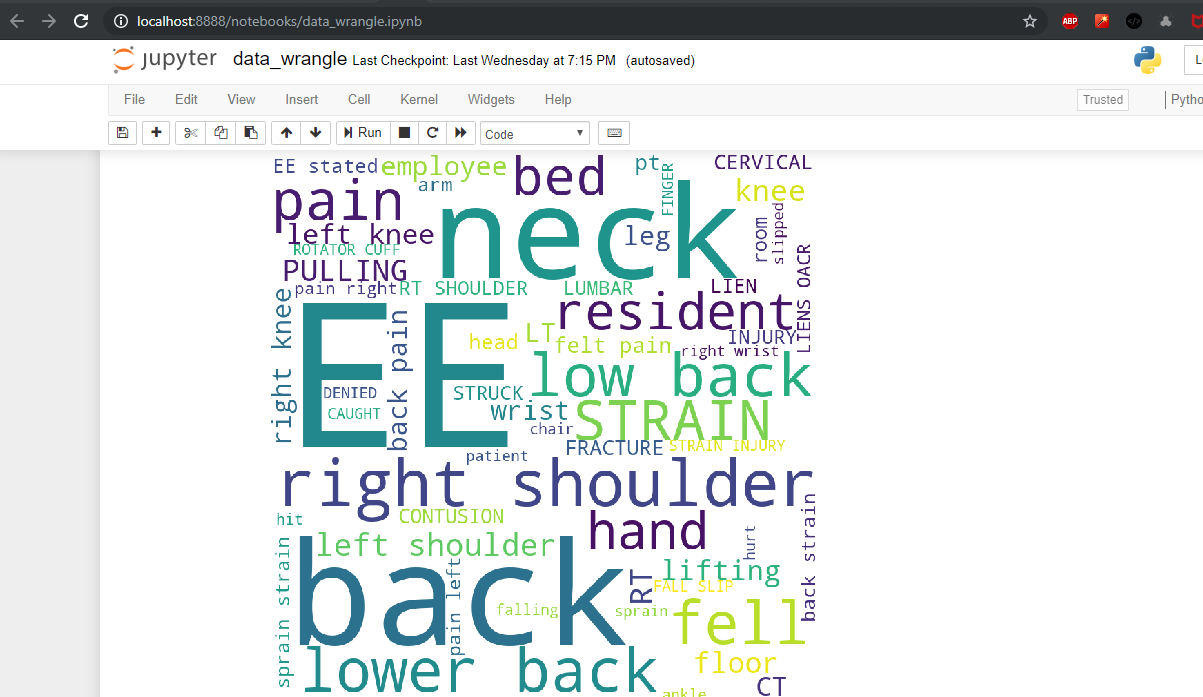 localhost:8888/notebooks/data_wrangle.ipynb
ABP
jupyter data_wrangle Last Checkpoint: Last Wednesday at 7:15 PM (autosaved)
File Edit View Insert Cell Kernel Widgets Help
Trusted
Run
Code
EE stated
employee
bed
pt
CERVICAL
pain
arm
FINGER
knee
neck
left knee
leg
room
slipped
ROTATOR CUFF
PULLING
LIENS OACR
pain right
RT SHOULDER
LUMBAR
LIEN
right knee
EE
resident
back pain
head
LT
felt pain
INJURY
right wrist
low back
DENIED
STRUCK
CAUGHT
wrist
STRAIN
chair
FRACTURE
STRAIN INJURY
patient
right shoulder
back strain
hit
CONTUSION
hand
hurt
sprain strain
left shoulder
back
pain left
RT
lifting
FALL SLIP
falling
sprain
fell
lower back
floor
CT
ankle